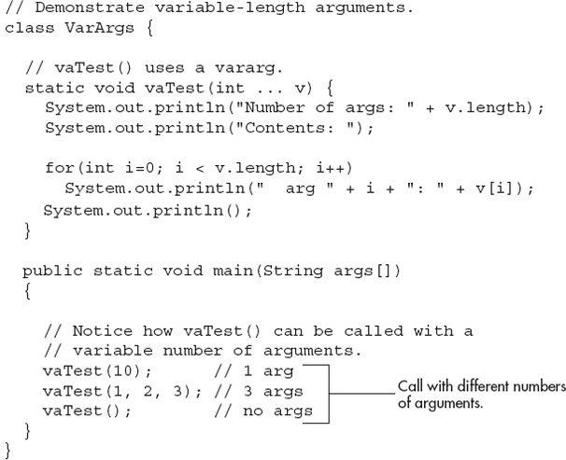 // Demonstrate variable-length arguments.
class VarArgs {

  // vaTest() uses a vararg.
  static void vaTest(int ... v) {
    System.out.println("Number of args: " + v.length);
    System.out.println("Contents: ");

    for(int i=0; i < v.length; i++)
      System.out.println("  arg " + i + ": " + v[i]);
    System.out.println();
  }

  public static void main(String args[])
  {

    // Notice how vaTest() can be called with a
    // variable number of arguments.
    vaTest(10);      // 1 arg
    vaTest(1, 2, 3); // 3 args
    vaTest();        // no args
  }
}
Call with different numbers
of arguments.